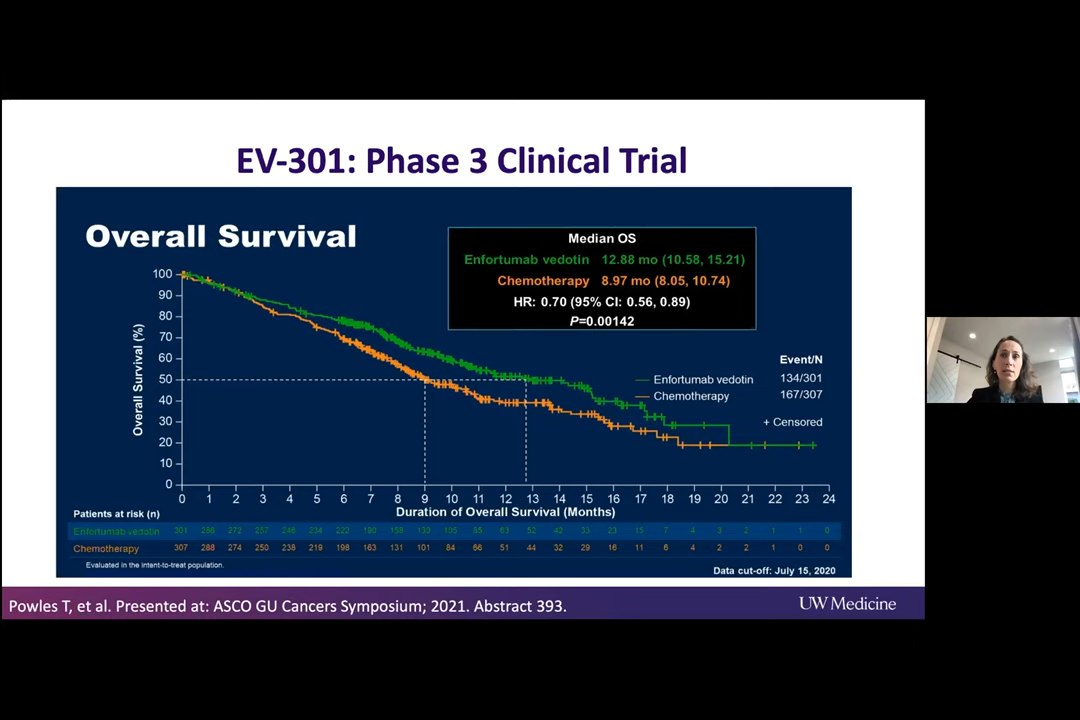 EV-301: Phase 3 Clinical Trial
Overall Survival
Median OS
Enfortumab vedotin 12.88 mo (10.58, 15.21)
Chemotherapy 8.97 mo (8.05, 10.74)
HR: 0.70 (95% CI: 0.56, 0.89)
P=0.00142
Overall Survival (%)
100
90
80
70
60
50
40
30
20
10
0
Event/N
Enfortumab vedotin 134/301
Chemotherapy 167/307
+ Censored
0 1 2 3 4 5 6 7 8 9 10 11 12 13 14 15 16 17 18 19 20 21 22 23 24
Duration of Overall Survival (Months)
Patients at risk (n)
Enfortumab vedotin 301 286 272 257 246 234 222 190 158 130 105 85 63 52 42 33 23 15 7 4 3 2 1 1 0
Chemotherapy 307 288 274 250 238 219 198 163 131 101 84 66 51 44 32 29 16 11 6 4 2 2 1 0 0
Evaluated in the intent-to-treat population.
Data cut-off: July 15, 2020
Powles T, et al. Presented at: ASCO GU Cancers Symposium; 2021. Abstract 393.
UW Medicine